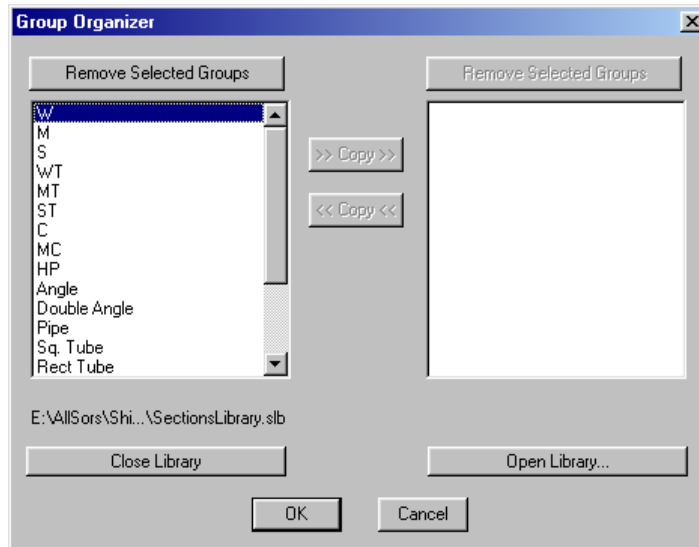 Group Organizer
Remove Selected Groups
Remove Selected Groups
W
M
S
WT
MT
ST
C
MC
HP
Angle
Double Angle
Pipe
Sq. Tube
Rect Tube
>> Copy >>
<< Copy <<
E:\AllSors\Shi...\SectionsLibrary.slb
Close Library
Open Library...
OK
Cancel